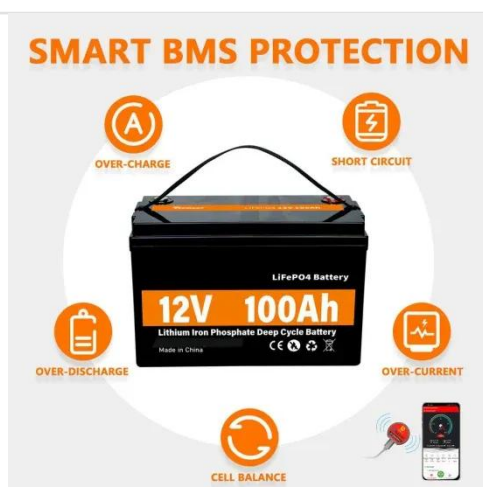 SMART BMS PROTECTION
OVER-CHARGE
SHORT CIRCUIT
LiFePO4 Battery
12V 100Ah
Lithium Iron Phosphate Deep Cycle Battery
Made in China
CE
OVER-DISCHARGE
OVER-CURRENT
CELL BALANCE